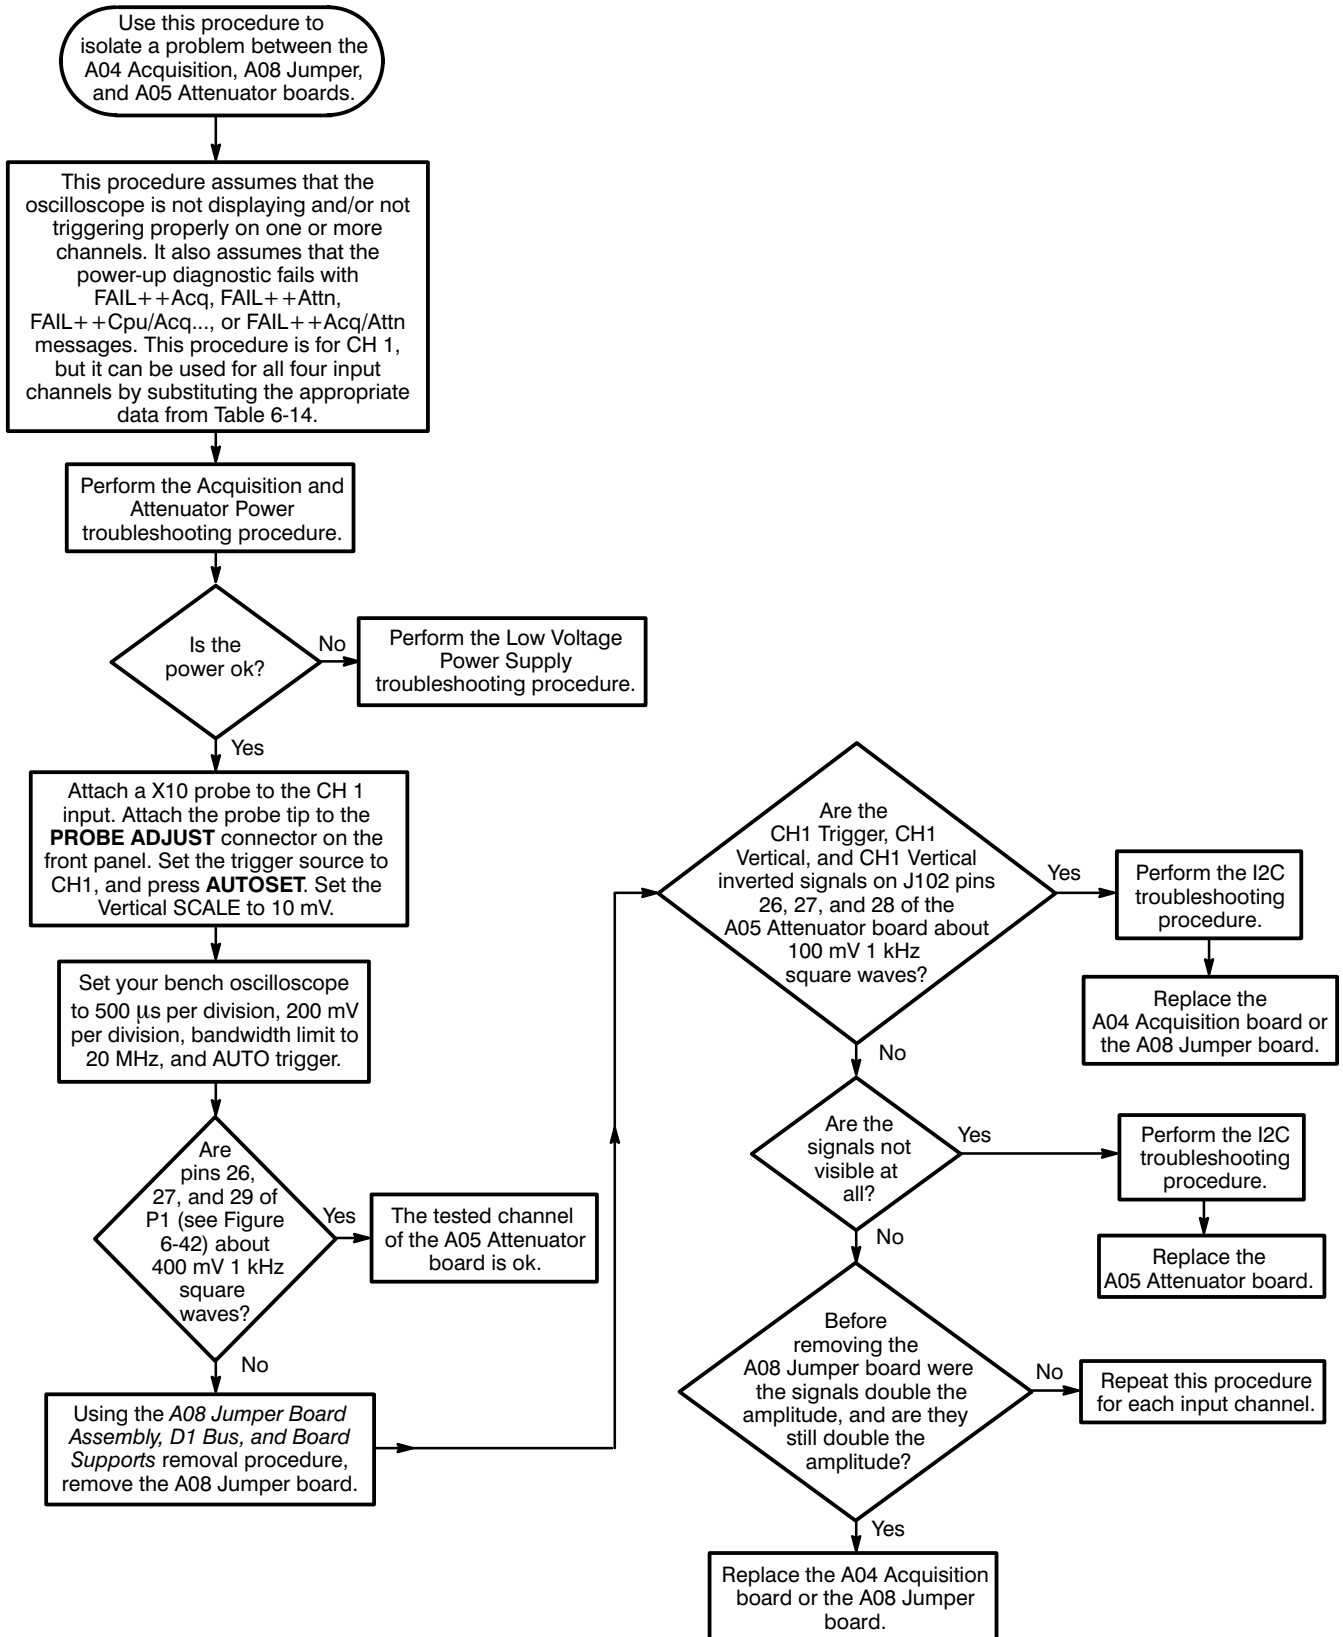 Use this procedure to
isolate a problem between the
A04 Acquisition, A08 Jumper,
and A05 Attenuator boards.
This procedure assumes that the
oscilloscope is not displaying and/or not
triggering properly on one or more
channels. It also assumes that the
power-up diagnostic fails with
FAIL++Acq, FAIL++Attn,
FAIL++Cpu/Acq..., or FAIL++Acq/Attn
messages. This procedure is for CH 1,
but it can be used for all four input
channels by substituting the appropriate
data from Table 6-14.
Perform the Acquisition and
Attenuator Power
troubleshooting procedure.
Is the
power ok?
No
Perform the Low Voltage
Power Supply
troubleshooting procedure.
Yes
Attach a X10 probe to the CH 1
input. Attach the probe tip to the
PROBE ADJUST connector on the
front panel. Set the trigger source to
CH1, and press AUTOSET. Set the
Vertical SCALE to 10 mV.
Set your bench oscilloscope
to 500 µs per division, 200 mV
per division, bandwidth limit to
20 MHz, and AUTO trigger.
Are
pins 26,
27, and 29 of
P1 (see Figure
6-42) about
400 mV 1 kHz
square
waves?
Yes
The tested channel
of the A05 Attenuator
board is ok.
No
Using the A08 Jumper Board
Assembly, D1 Bus, and Board
Supports removal procedure,
remove the A08 Jumper board.
Are the
CH1 Trigger, CH1
Vertical, and CH1 Vertical
inverted signals on J102 pins
26, 27, and 28 of the
A05 Attenuator board about
100 mV 1 kHz
square waves?
Yes
Perform the I2C
troubleshooting
procedure.
Replace the
A04 Acquisition board or
the A08 Jumper board.
No
Are the
signals not
visible at
all?
Yes
Perform the I2C
troubleshooting
procedure.
Replace the
A05 Attenuator board.
No
Before
removing the
A08 Jumper board were
the signals double the
amplitude, and are they
still double the
amplitude?
No
Repeat this procedure
for each input channel.
Yes
Replace the A04 Acquisition
board or the A08 Jumper
board.